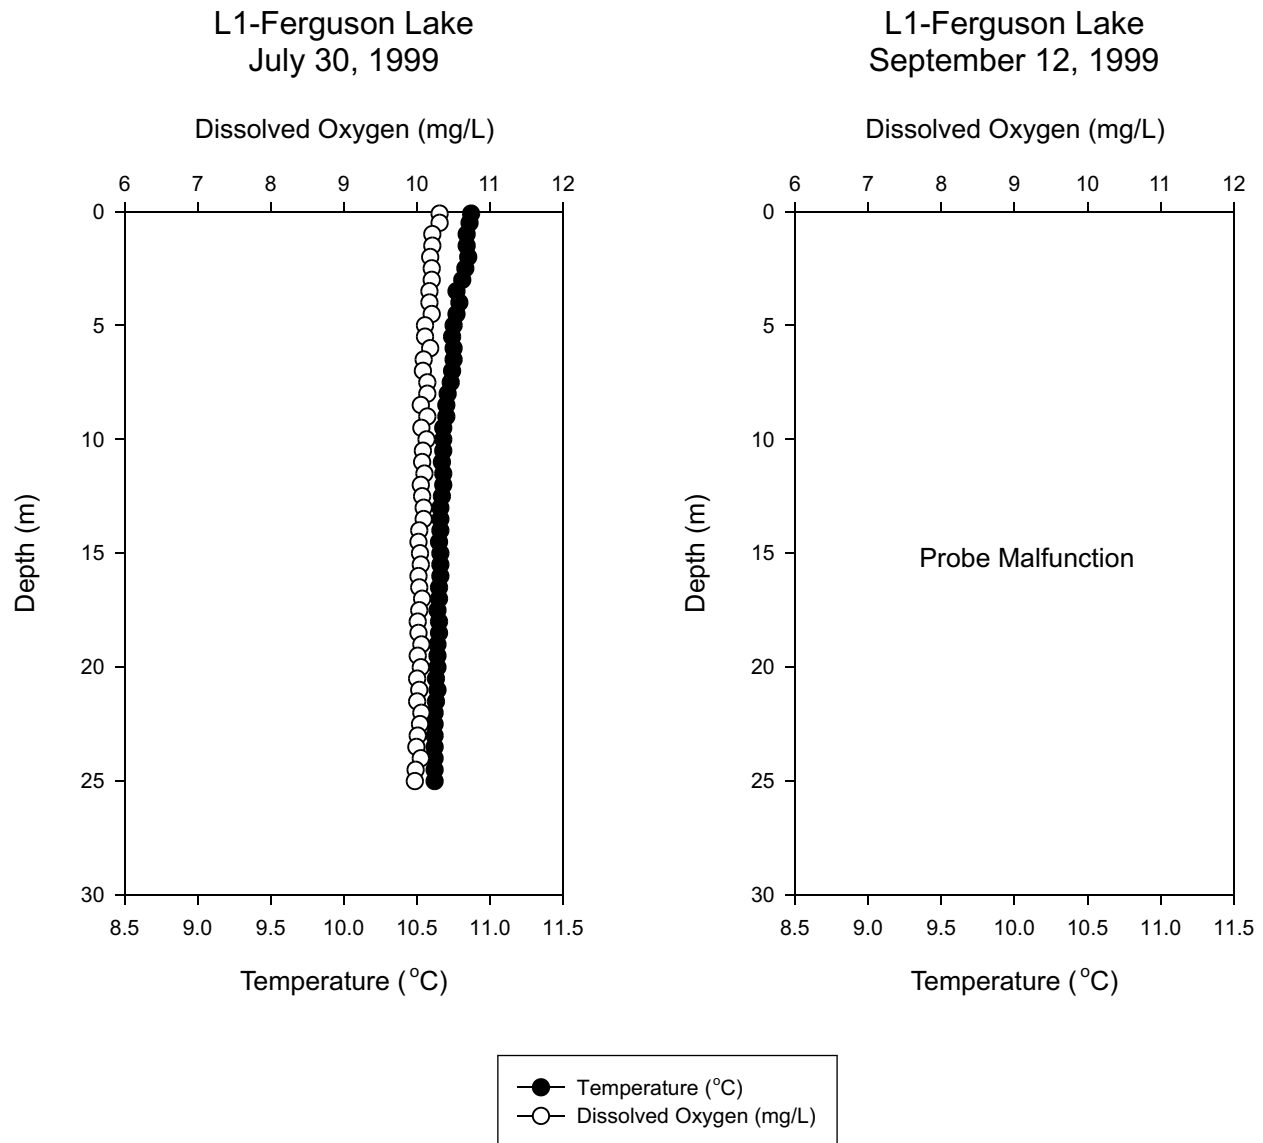 L1-Ferguson Lake
July 30, 1999
Dissolved Oxygen (mg/L)
6 7 8 9 10 11 12
0
5
10
15
20
25
30
Depth (m)
8.5 9.0 9.5 10.0 10.5 11.0 11.5
Temperature (°C)
L1-Ferguson Lake
September 12, 1999
Dissolved Oxygen (mg/L)
6 7 8 9 10 11 12
0
5
10
15
20
25
30
Depth (m)
Probe Malfunction
8.5 9.0 9.5 10.0 10.5 11.0 11.5
Temperature (°C)
Temperature (°C)
Dissolved Oxygen (mg/L)